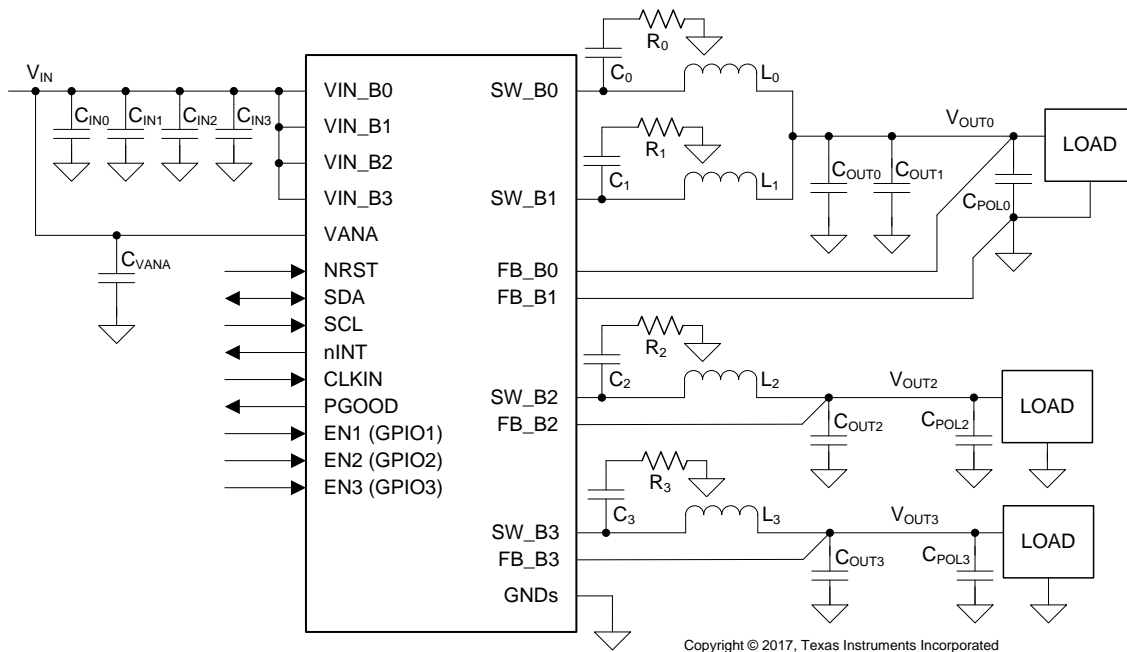 R0
C0
L0
VIN
VIN_B0
SW_B0
CIN0
CIN1
CIN2
CIN3
VIN_B1
R1
VOUT0
LOAD
VIN_B2
C1
L1
COUT0
COUT1
CPOL0
VIN_B3
SW_B1
VANA
CVANA
NRST
FB_B0
SDA
FB_B1
SCL
R2
nINT
C2
L2
CLKIN
VOUT2
PGOOD
SW_B2
LOAD
EN1 (GPIO1)
FB_B2
COUT2
CPOL2
EN2 (GPIO2)
EN3 (GPIO3)
R3
C3
L3
VOUT3
SW_B3
LOAD
FB_B3
COUT3
CPOL3
GNDs
Copyright © 2017, Texas Instruments Incorporated